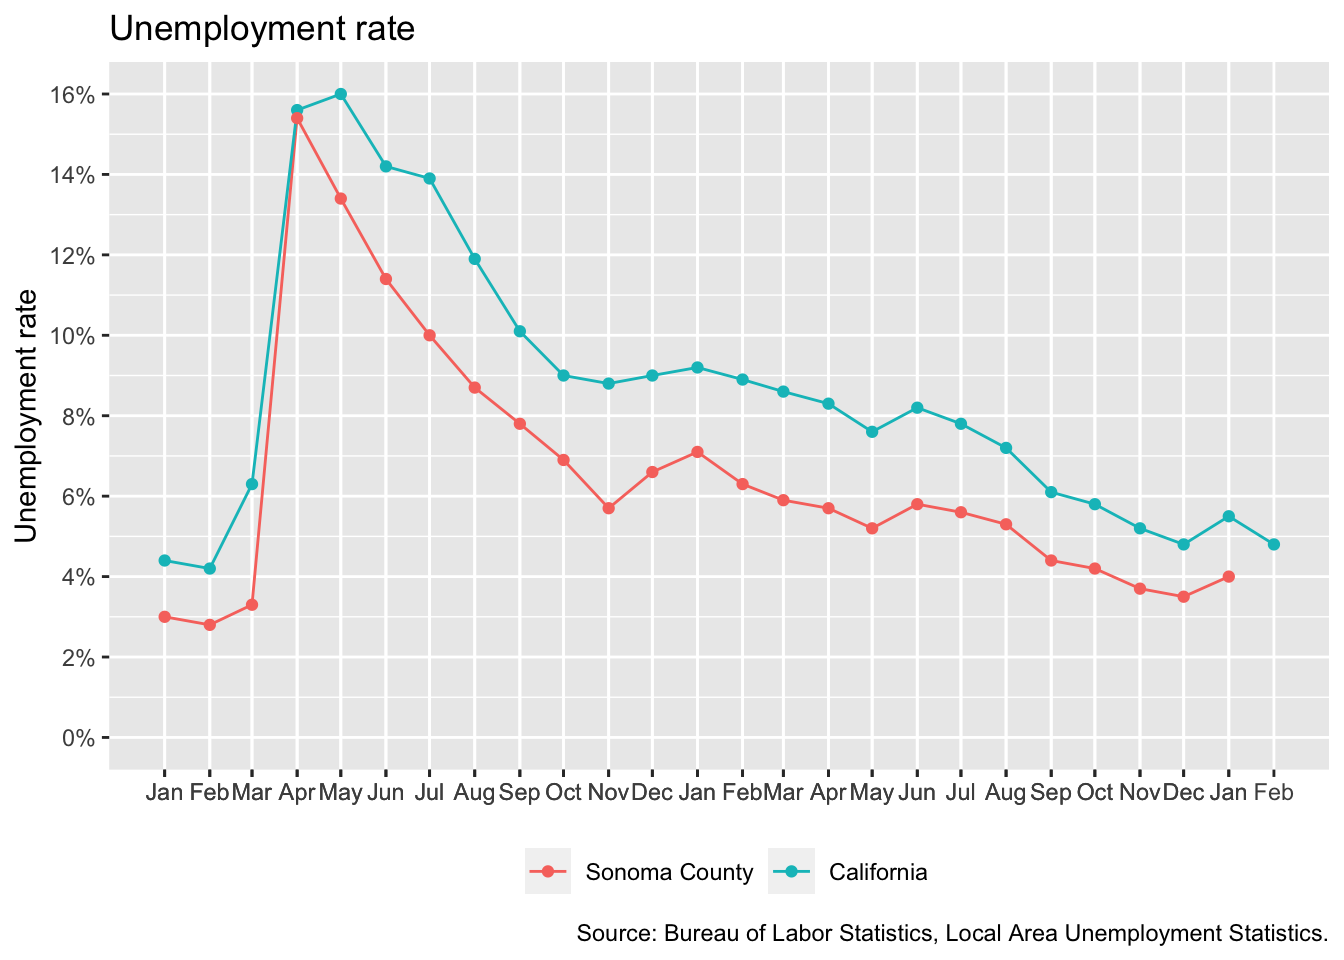 Unemployment rate
Unemployment rate
16%
14%
12%
10%
8%
6%
4%
2%
0%
Jan Feb Mar Apr May Jun Jul Aug Sep Oct Nov Dec Jan Feb Mar Apr May Jun Jul Aug Sep Oct Nov Dec Jan Feb
Sonoma County California
Source: Bureau of Labor Statistics, Local Area Unemployment Statistics.